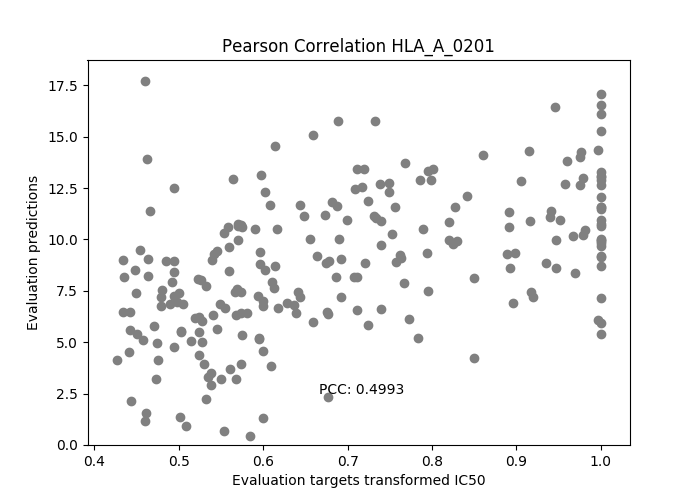 Pearson Correlation HLA_A_0201
17.5
15.0
12.5
10.0
7.5
5.0
2.5
0.0
Evaluation predictions
PCC: 0.4993
0.4 0.5 0.6 0.7 0.8 0.9 1.0
Evaluation targets transformed IC50